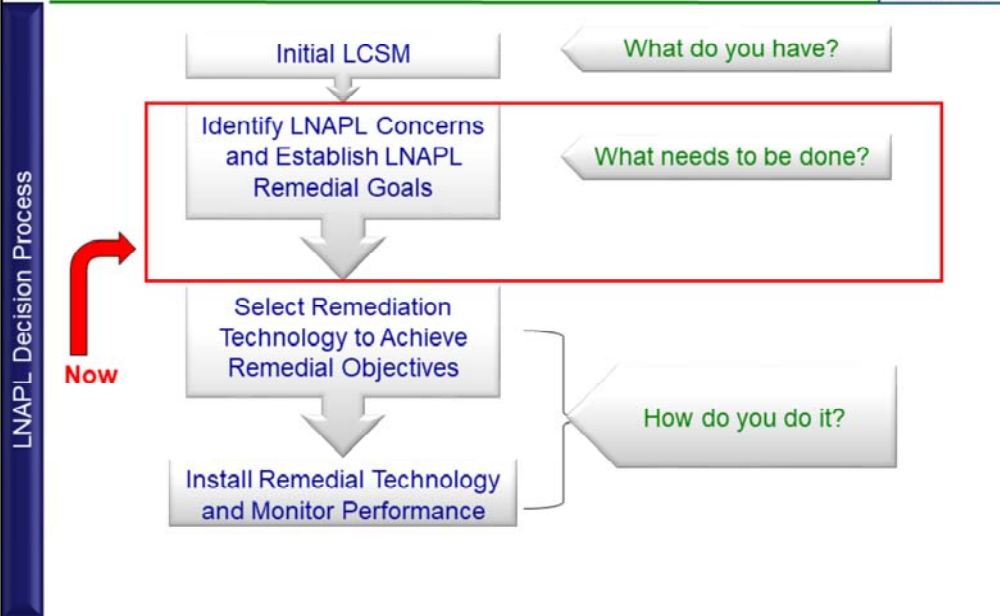 LNAPL Decision Process
Initial LCSM
What do you have?
Identify LNAPL Concerns
and Establish LNAPL
Remedial Goals
What needs to be done?
Now
Select Remediation
Technology to Achieve
Remedial Objectives
How do you do it?
Install Remedial Technology
and Monitor Performance